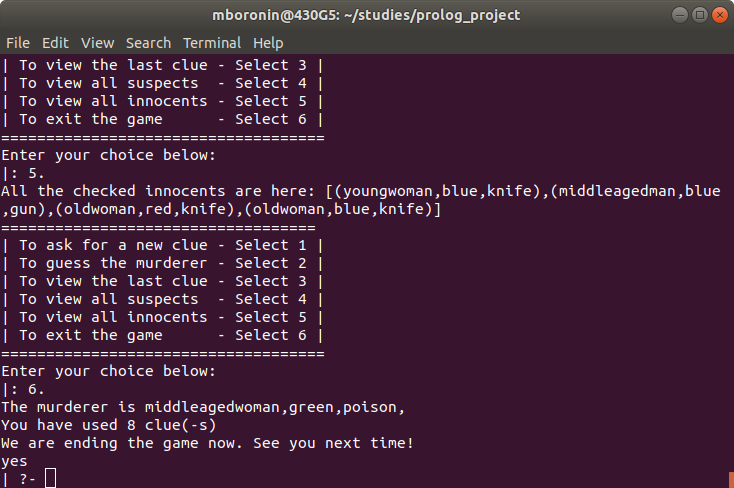 mboronin@430G5: ~/studies/prolog_project
File Edit View Search Terminal Help
| To view the last clue - Select 3 |
| To view all suspects  - Select 4 |
| To view all innocents - Select 5 |
| To exit the game      - Select 6 |
====================================
Enter your choice below:
|: 5.
All the checked innocents are here: [(youngwoman,blue,knife),(middleagedman,blue
,gun),(oldwoman,red,knife),(oldwoman,blue,knife)]
===================================
| To ask for a new clue - Select 1 |
| To guess the murderer - Select 2 |
| To view the last clue - Select 3 |
| To view all suspects  - Select 4 |
| To view all innocents - Select 5 |
| To exit the game      - Select 6 |
====================================
Enter your choice below:
|: 6.
The murderer is middleagedwoman,green,poison,
You have used 8 clue(-s)
We are ending the game now. See you next time!
yes
| ?-